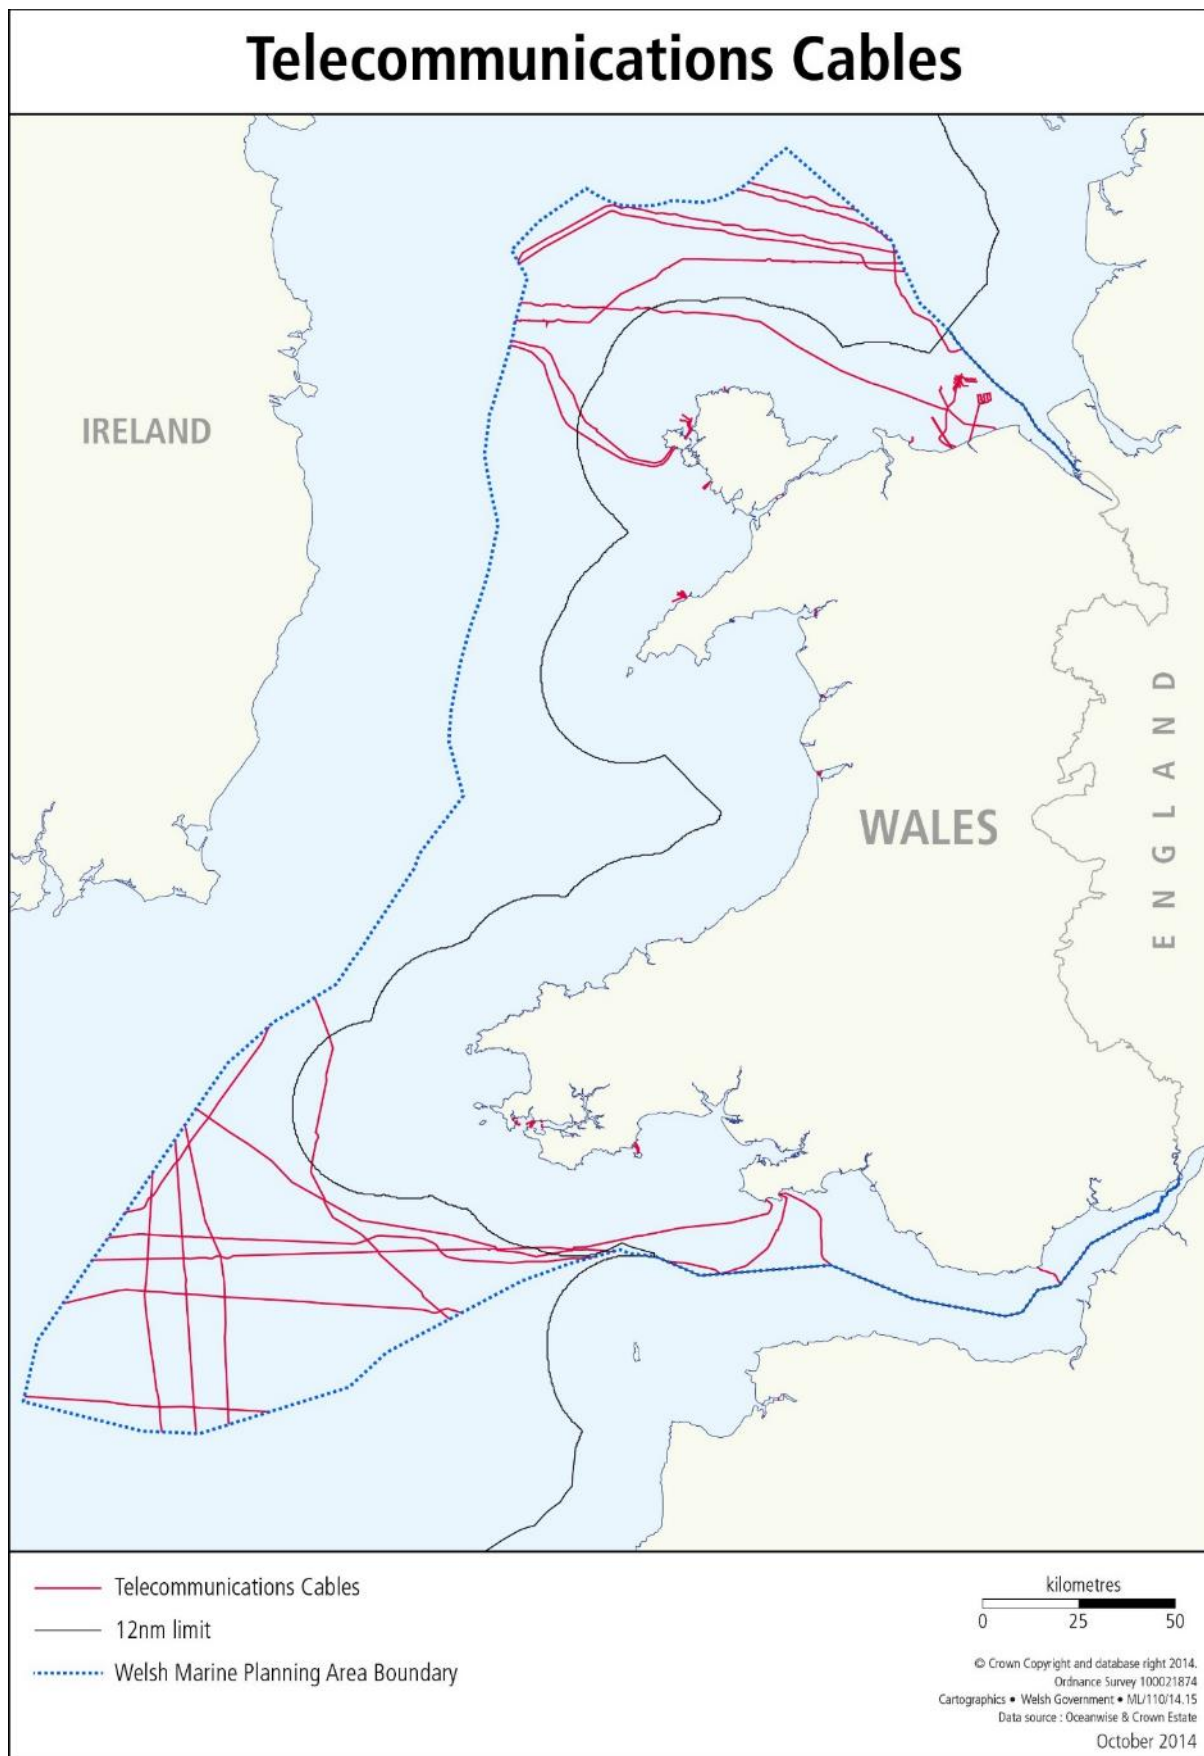 Telecommunications Cables
IRELAND
ENGLAND
WALES
Telecommunications Cables
12nm limit
Welsh Marine Planning Area Boundary
kilometres
0 25 50
© Crown Copyright and database right 2014.
Ordnance Survey 100021874
Cartographics • Welsh Government • ML/110/14.15
Data source : Oceanwise & Crown Estate
October 2014